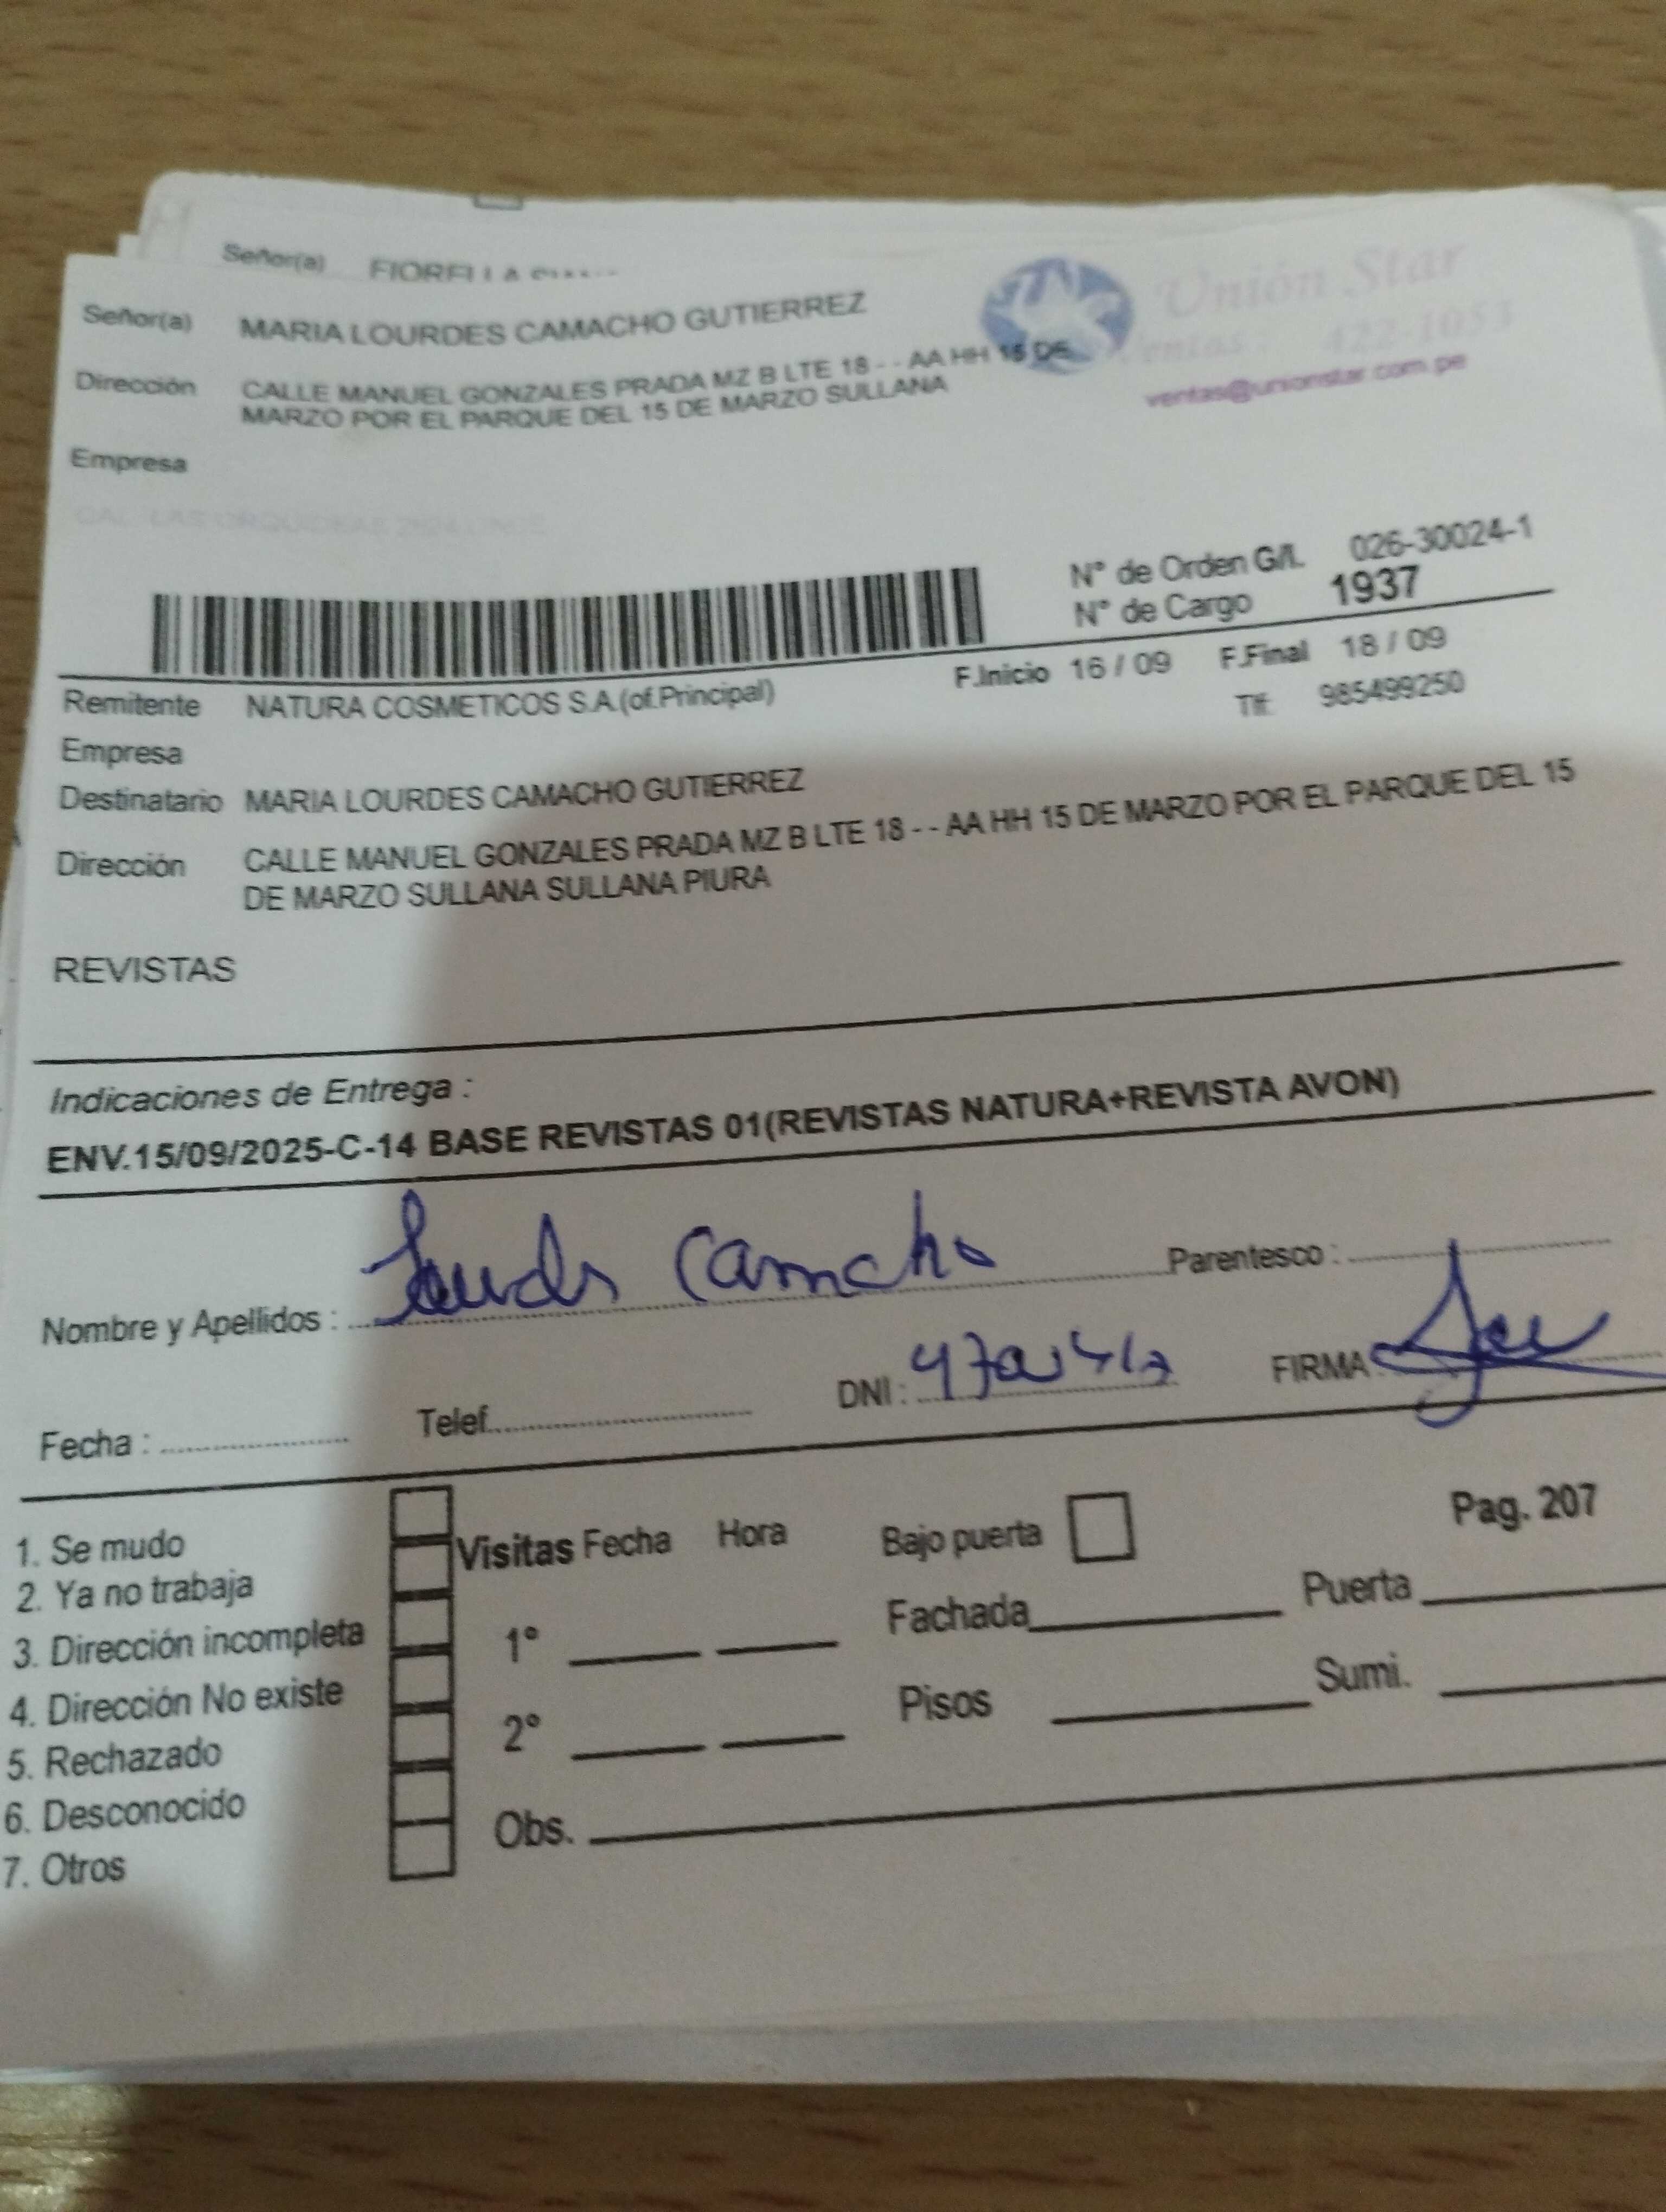 Señor(a) FIORELLA
Señor(a) MARIA LOURDES CAMACHO GUTIERREZ
Unión Star
Dirección CALLE MANUEL GONZALES PRADA MZ B LTE 18 - - AA HH 15 DE
MARZO POR EL PARQUE DEL 15 DE MARZO SULLANA
Ventas: 422-1053
ventas@unionstar.com.pe
Empresa
N° de Orden G/L 026-30024-1
N° de Cargo 1937
F.Inicio 16 / 09 F.Final 18 / 09
Remitente NATURA COSMETICOS S.A.(of.Principal)
Tlf: 985499250
Empresa
Destinatario MARIA LOURDES CAMACHO GUTIERREZ
Dirección CALLE MANUEL GONZALES PRADA MZ B LTE 18 - - AA HH 15 DE MARZO POR EL PARQUE DEL 15
DE MARZO SULLANA SULLANA PIURA
REVISTAS
Indicaciones de Entrega :
ENV.15/09/2025-C-14 BASE REVISTAS 01(REVISTAS NATURA+REVISTA AVON)
Nombre y Apellidos : Camacho Parentesco :
Fecha : Telef. DNI : FIRMA
1. Se mudo
2. Ya no trabaja
3. Dirección incompleta
4. Dirección No existe
5. Rechazado
6. Desconocido
7. Otros
Visitas Fecha Hora
1°
2°
Obs.
Bajo puerta
Pag. 207
Fachada Puerta
Pisos Sumi.